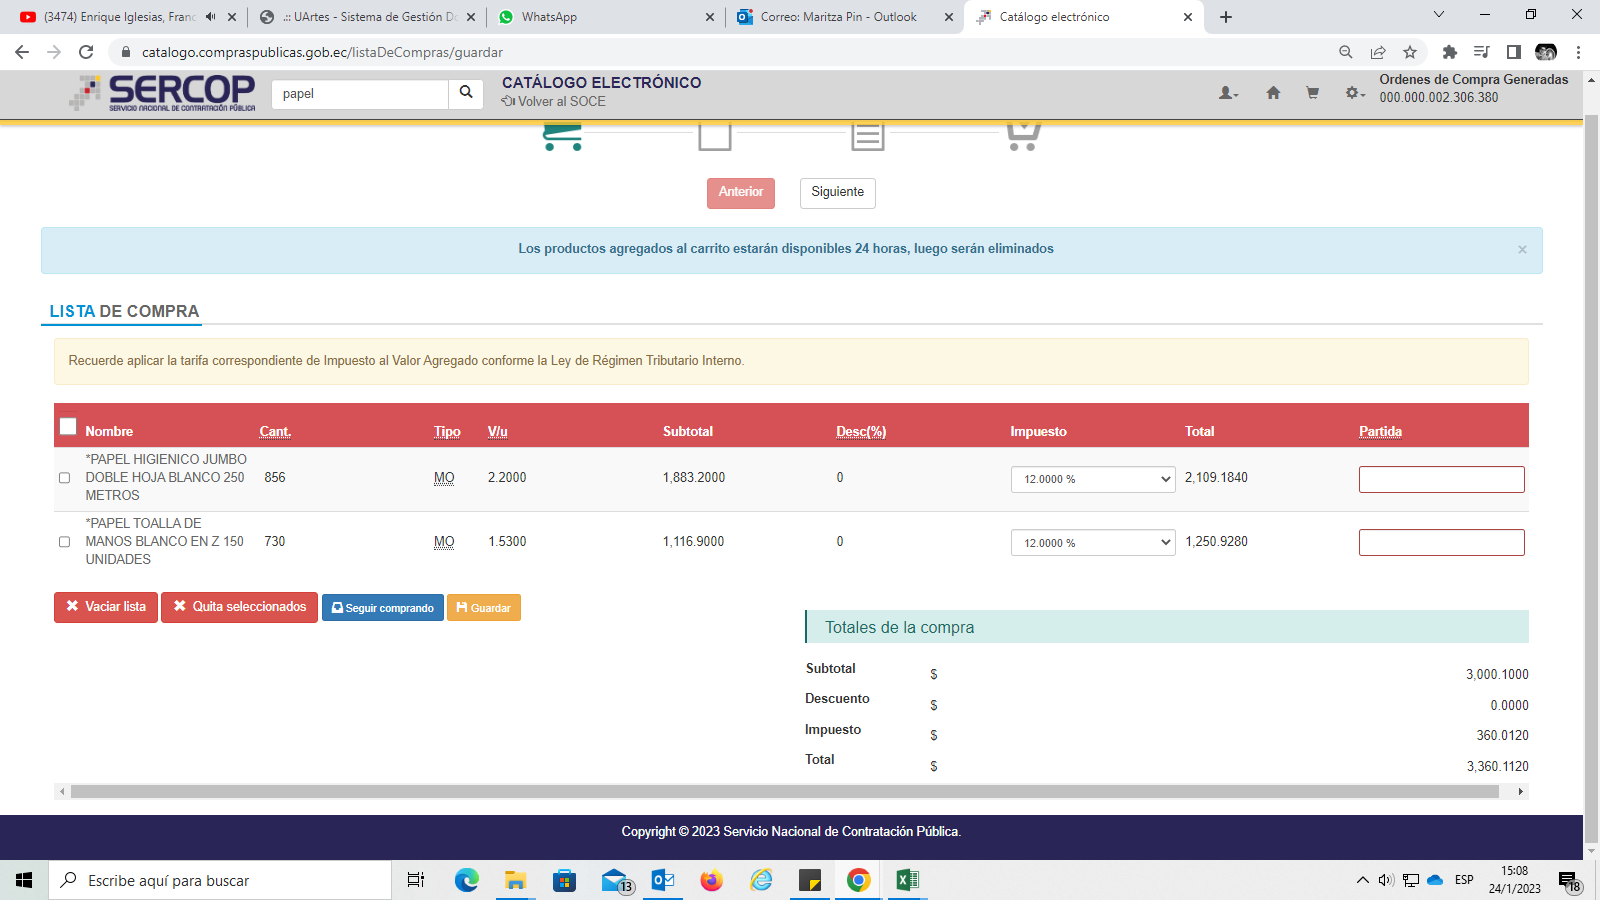 (3474) Enrique Iglesias, Franc
.:: UArtes - Sistema de Gestión Do
WhatsApp
Correo: Maritza Pin - Outlook
Catálogo electrónico
catalogo.compraspublicas.gob.ec/listaDeCompras/guardar
SERCOP
SERVICIO NACIONAL DE CONTRATACIÓN PÚBLICA
papel
CATÁLOGO ELECTRÓNICO
Volver al SOCE
Ordenes de Compra Generadas
000.000.002.306.380
Anterior
Siguiente
Los productos agregados al carrito estarán disponibles 24 horas, luego serán eliminados
×
LISTA DE COMPRA
Recuerde aplicar la tarifa correspondiente de Impuesto al Valor Agregado conforme la Ley de Régimen Tributario Interno.
Nombre Cant. Tipo V/u Subtotal Desc(%) Impuesto Total Partida
*PAPEL HIGIENICO JUMBO
DOBLE HOJA BLANCO 250 856 MO 2.2000 1,883.2000 0 12.0000 % 2,109.1840
METROS
*PAPEL TOALLA DE
MANOS BLANCO EN Z 150 730 MO 1.5300 1,116.9000 0 12.0000 % 1,250.9280
UNIDADES
Vaciar lista
Quita seleccionados
Seguir comprando
Guardar
Totales de la compra
Subtotal $ 3,000.1000
Descuento $ 0.0000
Impuesto $ 360.0120
Total $ 3,360.1120
Copyright © 2023 Servicio Nacional de Contratación Pública.
Escribe aquí para buscar
13
ESP
15:08
24/1/2023
18